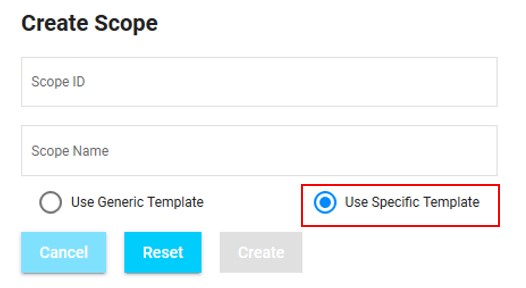 Create Scope
Scope ID
Scope Name
Use Generic Template
Use Specific Template
Cancel
Reset
Create